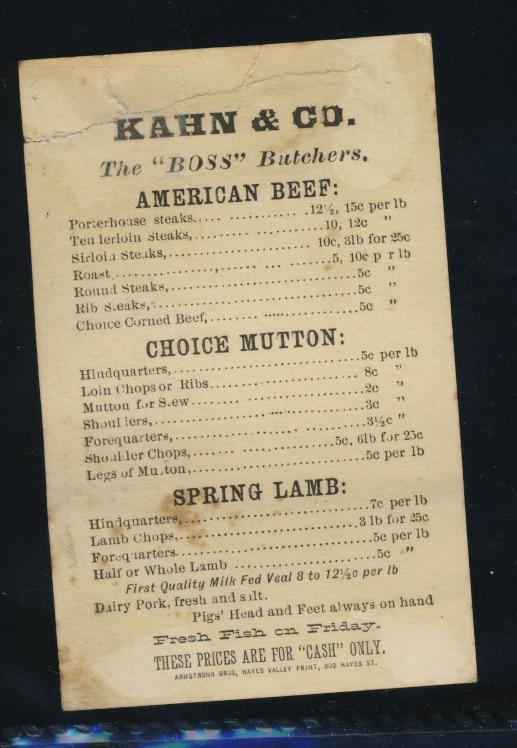 KAHN & CO.
The "BOSS" Butchers.
AMERICAN BEEF:
Porterhouse steaks..... ............ .12½, 15c per lb
Tenderloin Steaks,.......................10, 12c "
Sirloin Steaks,......................... 10c, 3lb for 25c
Roast ....................,...... ... .....5, 10c p r lb
Round Steaks,.................................5c "
Rib Steaks,..................................5c "
Choice Corned Beef,........ ..... .............5c "
CHOICE MUTTON:
Hindquarters,.................................5c per lb
Loin Chops or Ribs......................... 8c "
Mutton for Stew........ ... ................2c "
Shoulders,.................................3c "
Forequarters,.............................3½c "
Shoulder Chops,....... .... ............5c, 6lb for 25c
Legs of Mutton,............................5c per lb
SPRING LAMB:
Hindquarters,...............................7c per lb
Lamb Chops,............................3 lb for 25c
Forequarters...............................5c per lb
Half or Whole Lamb .......................5c "
First Quality Milk Fed Veal 8 to 12½c per lb
Dairy Pork, fresh and salt.
Pigs' Head and Feet always on hand
Fresh Fish on Friday.
THESE PRICES ARE FOR "CASH" ONLY.
ARMSTRONG BROS, HAYES VALLEY PRINT, 302 HAYES ST.